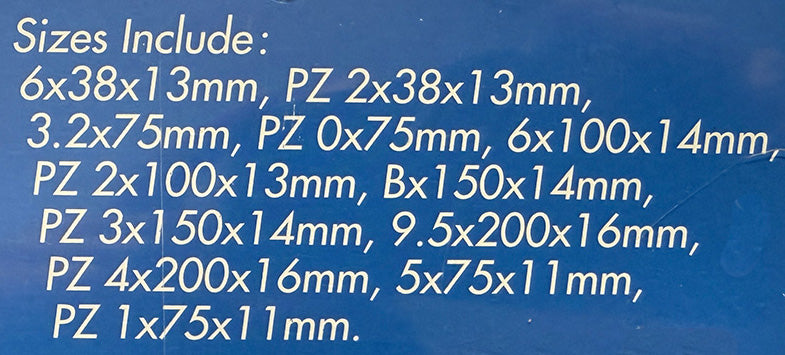 Sizes Include:
6x38x13mm, PZ 2x38x13mm,
3.2x75mm, PZ 0x75mm, 6x100x14mm,
PZ 2x100x13mm, Bx150x14mm,
PZ 3x150x14mm, 9.5x200x16mm,
PZ 4x200x16mm, 5x75x11mm,
PZ 1x75x11mm.